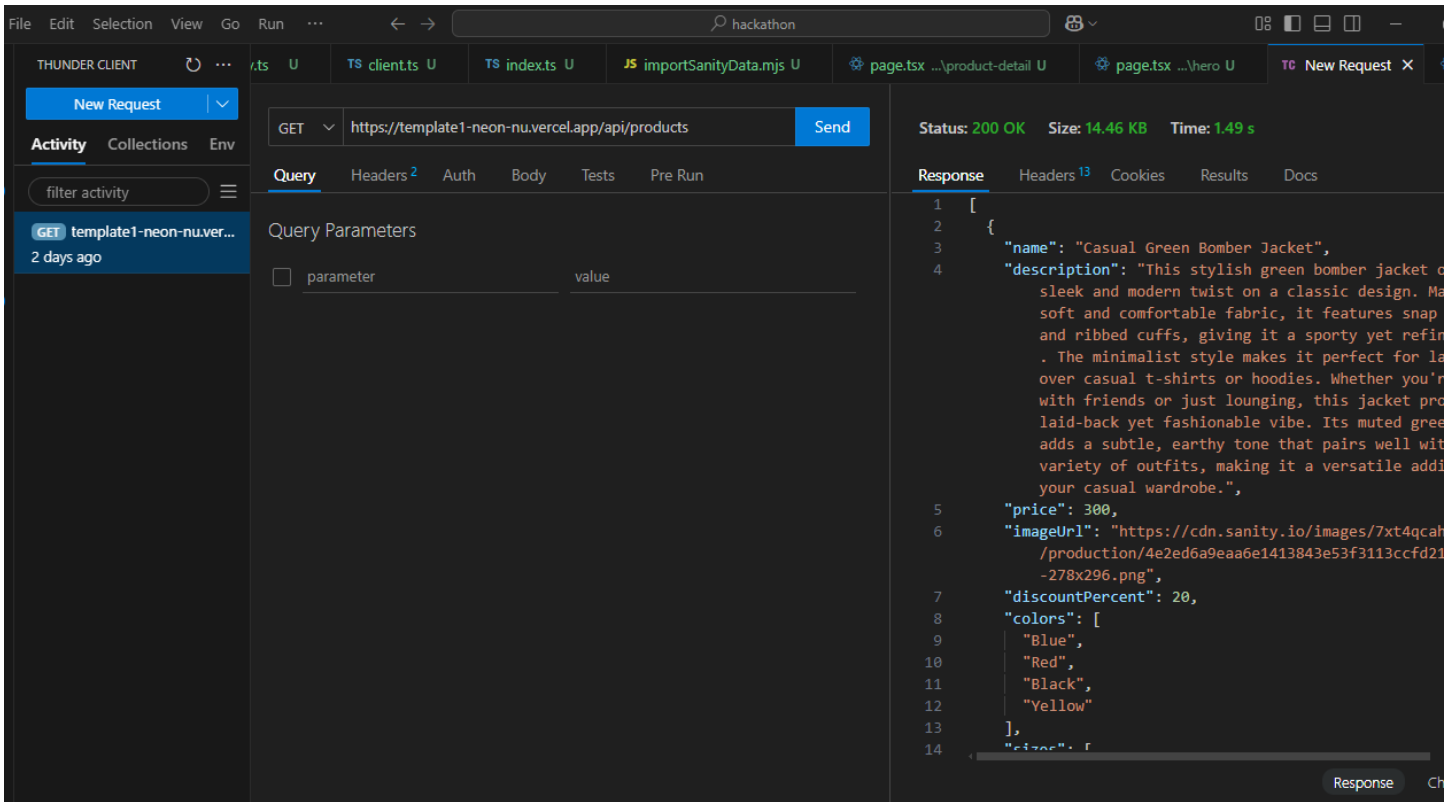 File Edit Selection View Go Run ··· hackathon
THUNDER CLIENT ···
.ts U TS client.ts U TS index.ts U JS importSanityData.mjs U page.tsx ...\product-detail U page.tsx ...\hero U TC New Request
New Request
Activity Collections Env
filter activity
GET template1-neon-nu.ver...
2 days ago
GET https://template1-neon-nu.vercel.app/api/products Send
Query Headers 2 Auth Body Tests Pre Run
Query Parameters
parameter value
Status: 200 OK Size: 14.46 KB Time: 1.49 s
Response Headers 13 Cookies Results Docs
1 [
2 {
3 "name": "Casual Green Bomber Jacket",
4 "description": "This stylish green bomber jacket
sleek and modern twist on a classic design.
soft and comfortable fabric, it features snap
and ribbed cuffs, giving it a sporty yet
. The minimalist style makes it perfect for
over casual t-shirts or hoodies. Whether
with friends or just lounging, this jacket
laid-back yet fashionable vibe. Its muted
adds a subtle, earthy tone that pairs well
variety of outfits, making it a versatile
your casual wardrobe.",
5 "price": 300,
6 "imageUrl": "https://cdn.sanity.io/images/7xt4qcah
/production/4e2ed6a9eaa6e1413843e53f3113ccfd21
-278x296.png",
7 "discountPercent": 20,
8 "colors": [
9 "Blue",
10 "Red",
11 "Black",
12 "Yellow"
13 ],
14 "sizes": [
Response